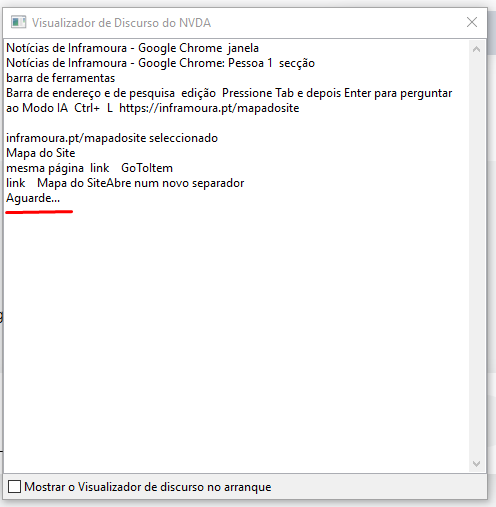 Visualizador de Discurso do NVDA
Notícias de Inframoura - Google Chrome  janela
Notícias de Inframoura - Google Chrome: Pessoa 1  secção
barra de ferramentas
Barra de endereço e de pesquisa  edição  Pressione Tab e depois Enter para perguntar
ao Modo IA  Ctrl+  L  https://inframoura.pt/mapadosite
inframoura.pt/mapadosite seleccionado
Mapa do Site
mesma página  link    GoToItem
link    Mapa do SiteAbre num novo separador
Aguarde...
Mostrar o Visualizador de discurso no arranque